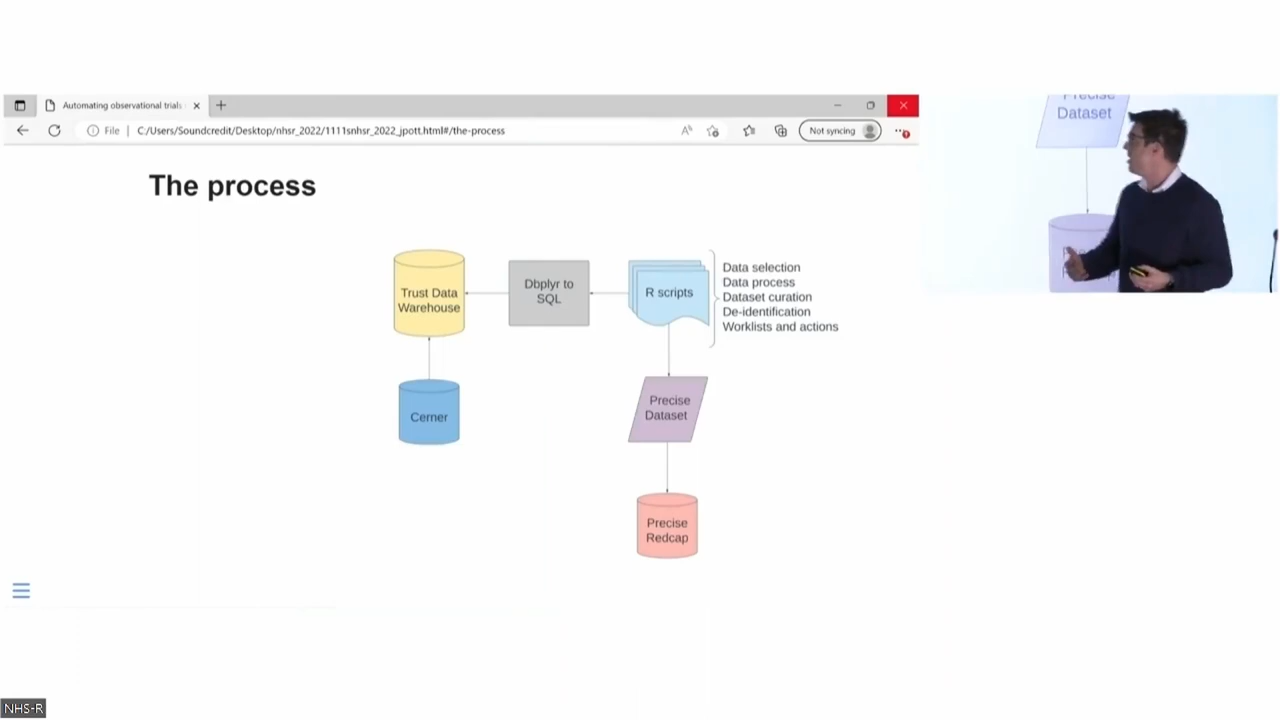 Automating observational trials
File
C:/Users/Soundcredit/Desktop/nhsr_2022/1111snhsr_2022_jpott.html#/the-process
Not syncing
The process
Trust Data
Warehouse
Dbplyr to
SQL
R scripts
Data selection
Data process
Dataset curation
De-identification
Worklists and actions
Cerner
Precise
Dataset
Precise
Redcap
Precise
Dataset
NHS-R